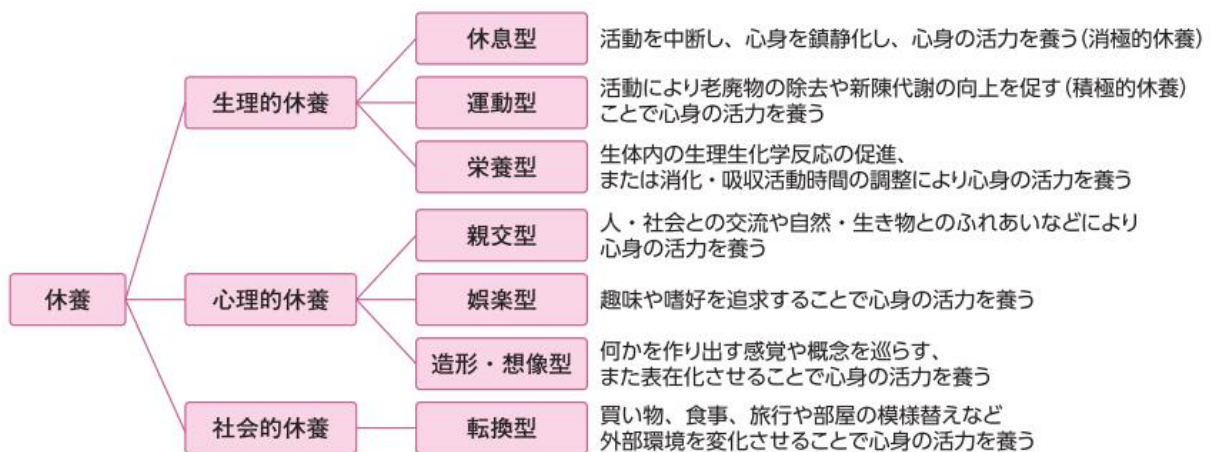 休養
生理的休養
休息型
活動を中断し、心身を鎮静化し、心身の活力を養う(消極的休養)
運動型
活動により老廃物の除去や新陳代謝の向上を促す(積極的休養)
ことで心身の活力を養う
栄養型
生体内の生理生化学反応の促進、
または消化・吸収活動時間の調整により心身の活力を養う
心理的休養
親交型
人・社会との交流や自然・生き物とのふれあいなどにより
心身の活力を養う
娯楽型
趣味や嗜好を追求することで心身の活力を養う
造形・想像型
何かを作り出す感覚や概念を巡らす、
また表在化させることで心身の活力を養う
社会的休養
転換型
買い物、食事、旅行や部屋の模様替えなど
外部環境を変化させることで心身の活力を養う